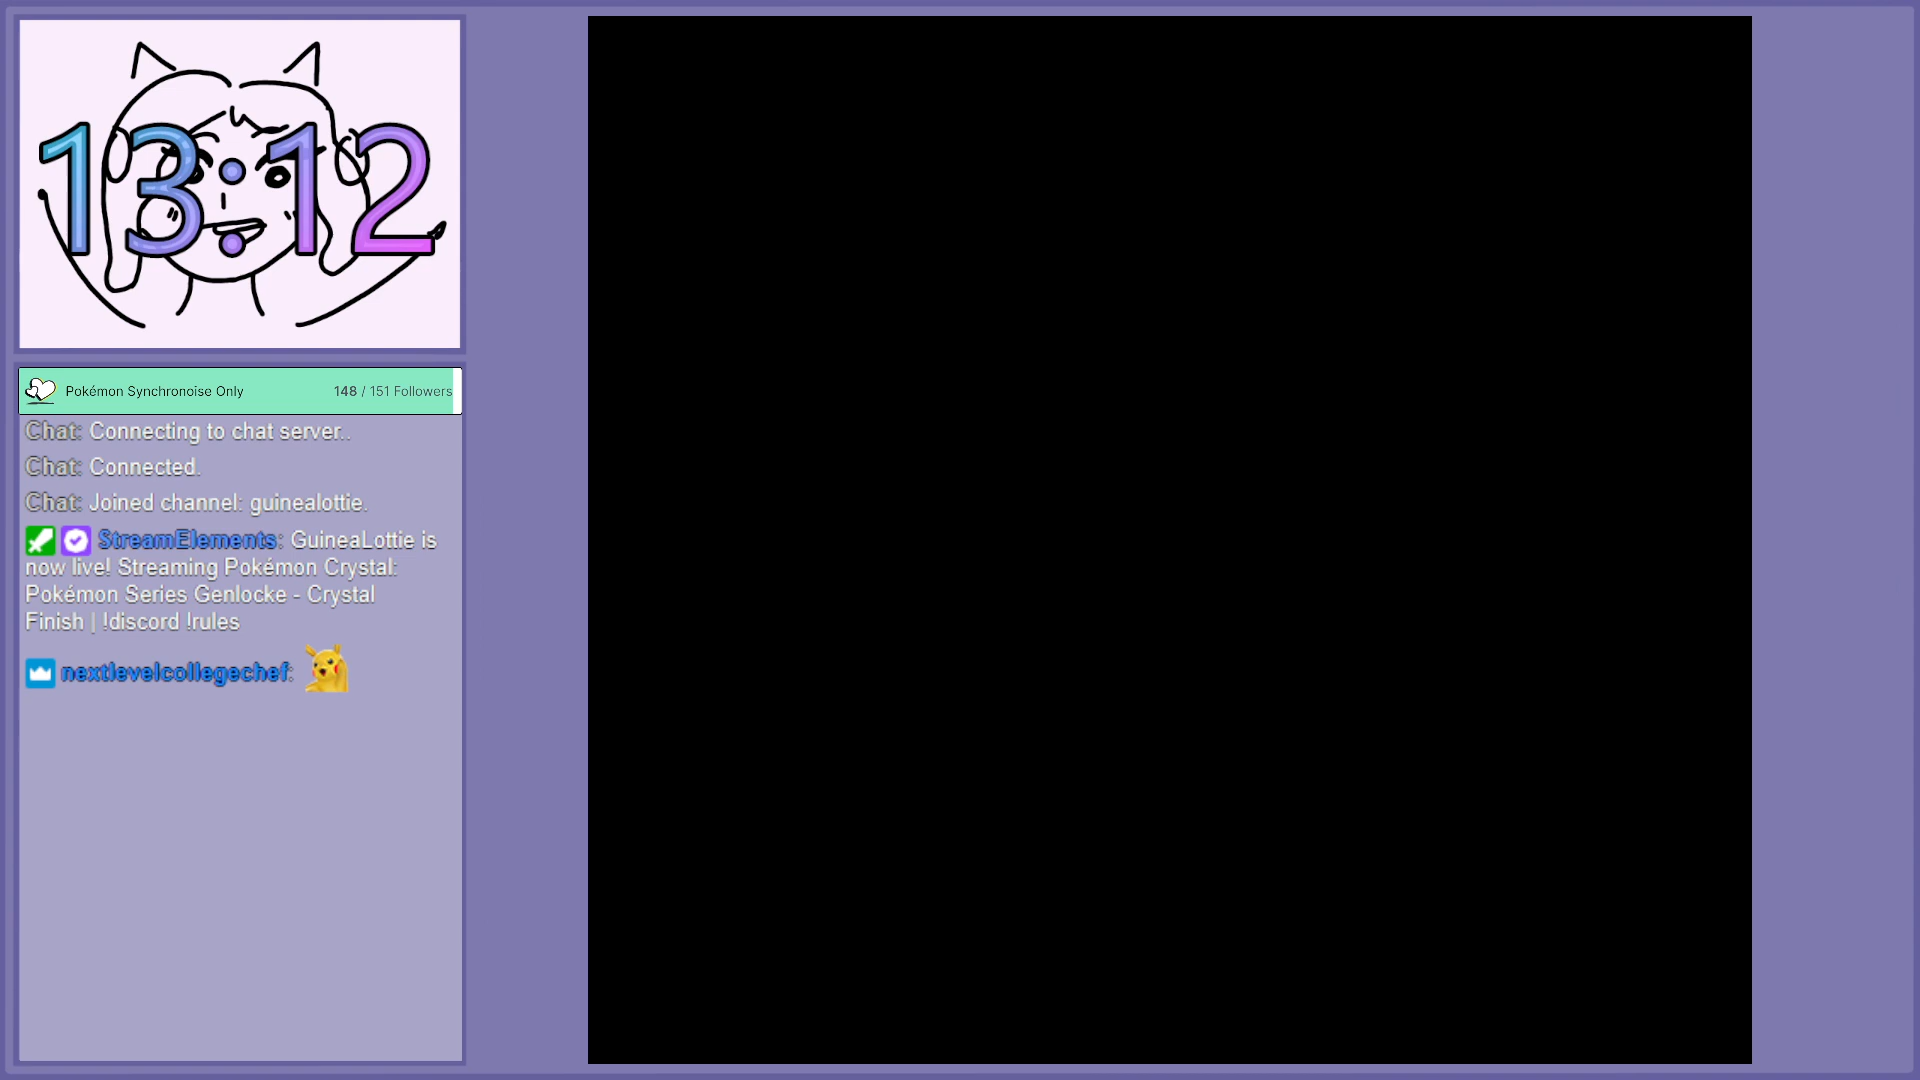 13:12
Pokémon Synchronoise Only 148 / 151 Followers
Chat: Connecting to chat server..
Chat: Connected.
Chat: Joined channel: guinealottie.
StreamElements: GuineaLottie is
now live! Streaming Pokémon Crystal:
Pokémon Series Genlocke - Crystal
Finish | !discord !rules
nextlevelcollegechef: